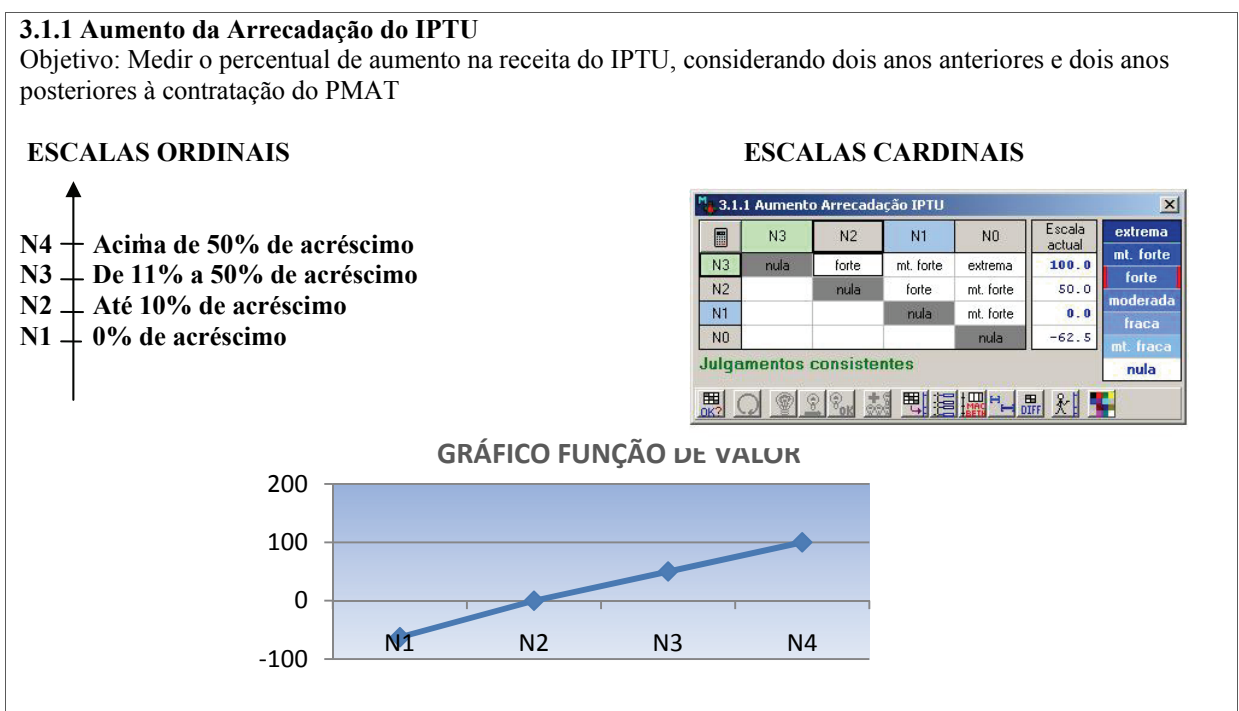 3.1.1 Aumento da Arrecadação do IPTU
Objetivo: Medir o percentual de aumento na receita do IPTU, considerando dois anos anteriores e dois anos
posteriores à contratação do PMAT
ESCALAS ORDINAIS
N4 Acima de 50% de acréscimo
N3 De 11% a 50% de acréscimo
N2 Até 10% de acréscimo
N1 0% de acréscimo
ESCALAS CARDINAIS
3.1.1 Aumento Arrecadação IPTU
N3 N2 N1 N0 Escala actual
N3 nula forte mt. forte extrema 100.0
N2 nula forte mt. forte 50.0
N1 nula mt. forte 0.0
N0 nula -62.5
extrema
mt. forte
forte
moderada
fraca
mt. fraca
nula
Julgamentos consistentes
OK? OK MAC BETH DIFF
GRÁFICO FUNÇÃO DE VALOR
200
100
0
-100
N1 N2 N3 N4